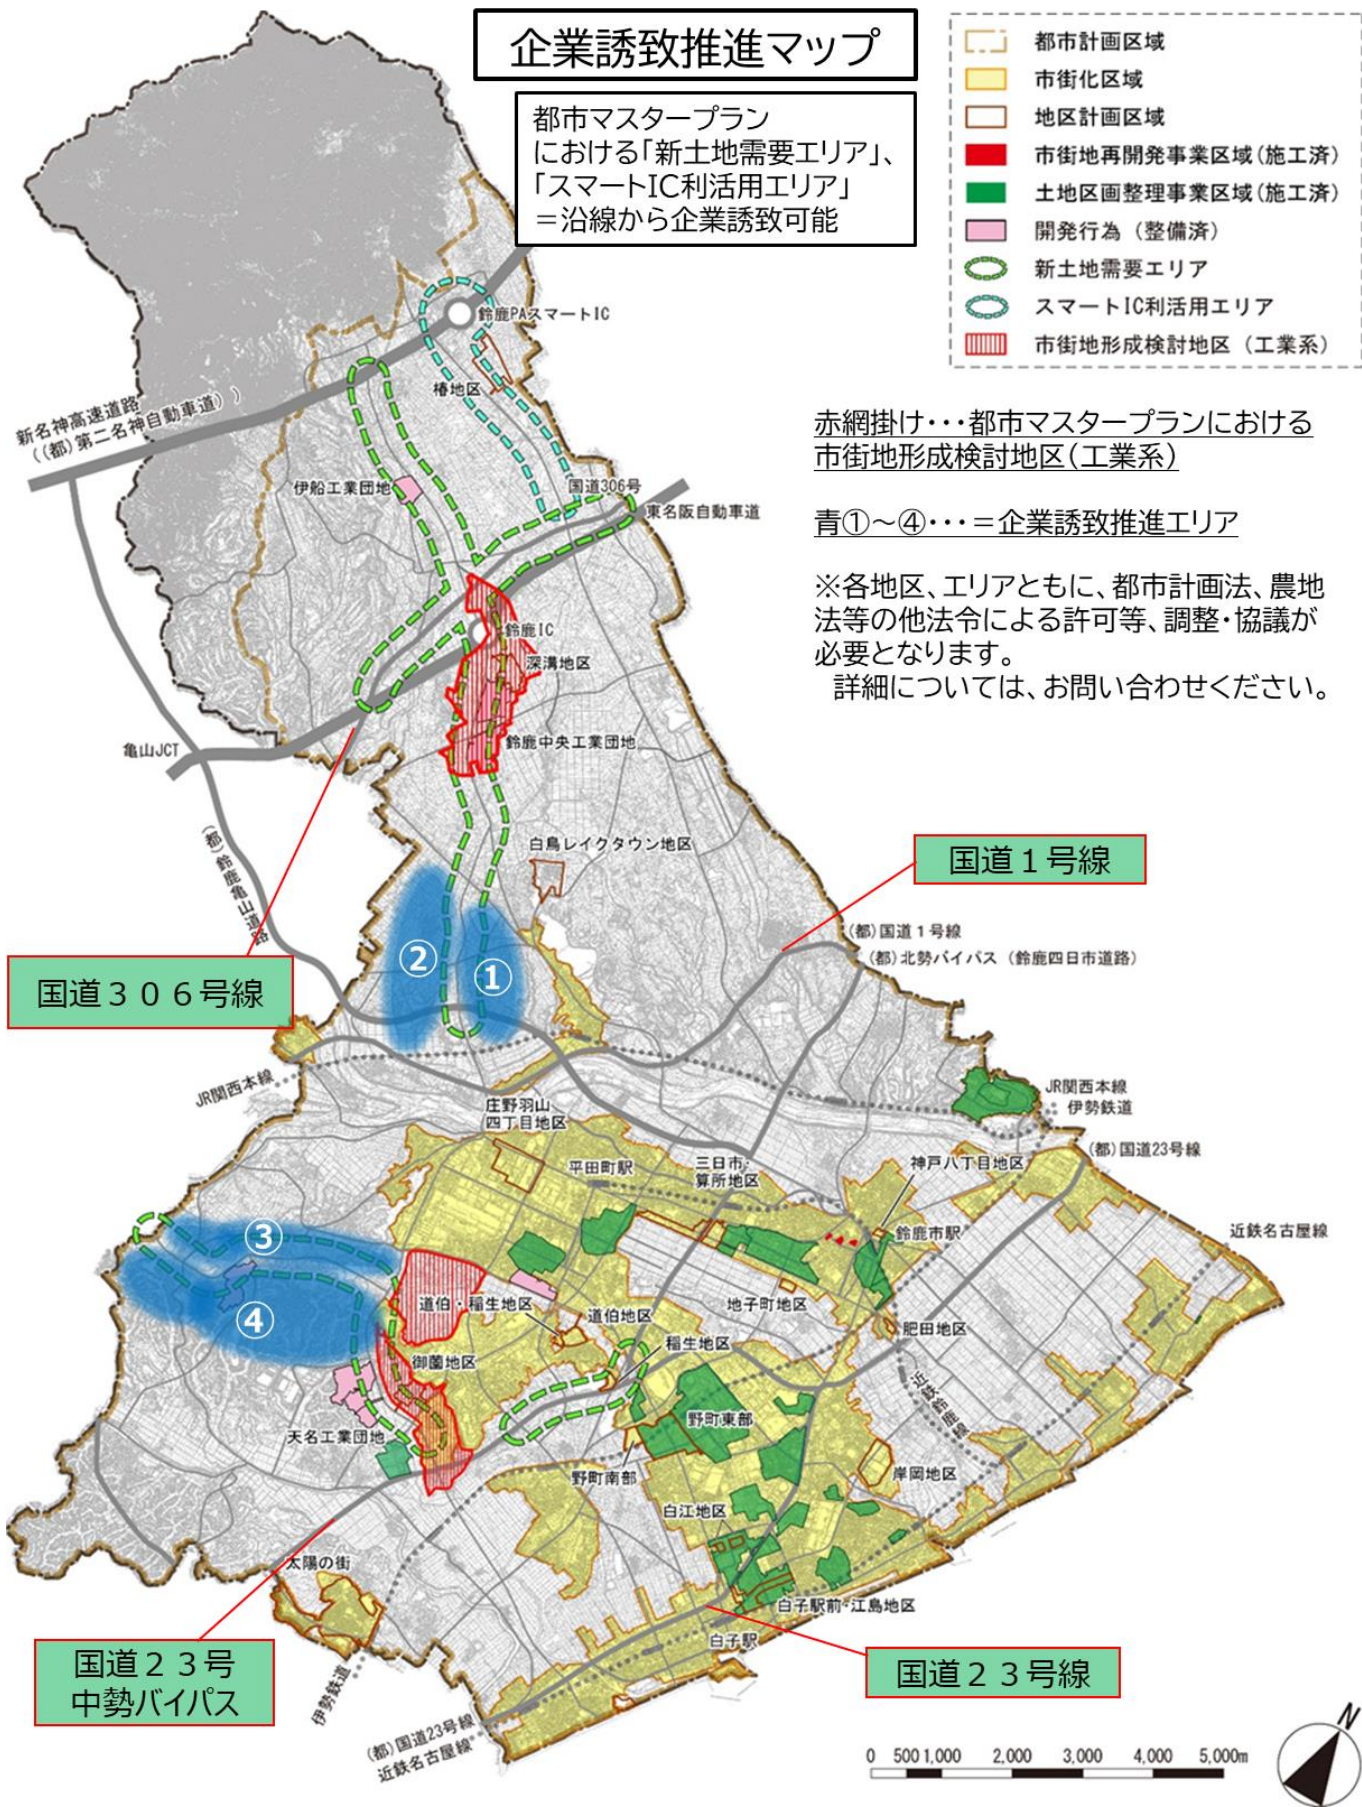 企業誘致推進マップ
都市マスタープラン
における「新土地需要エリア」、
「スマートIC利活用エリア」
＝沿線から企業誘致可能
都市計画区域
市街化区域
地区計画区域
市街地再開発事業区域(施工済)
土地区画整理事業区域(施工済)
開発行為（整備済）
新土地需要エリア
スマートIC利活用エリア
市街地形成検討地区（工業系）
赤網掛け･･･都市マスタープランにおける
市街地形成検討地区(工業系)
青①～④･･･＝企業誘致推進エリア
※各地区、エリアともに、都市計画法、農地
法等の他法令による許可等、調整・協議が
必要となります。
詳細については、お問い合わせください。
鈴鹿PAスマートIC
椿地区
新名神高速道路
((都)第二名神自動車道))
伊船工業団地
国道306号
東名阪自動車道
鈴鹿IC
深溝地区
鈴鹿中央工業団地
亀山JCT
(都)鈴鹿亀山道路
白鳥レイクタウン地区
国道１号線
(都)国道１号線
(都)北勢バイパス（鈴鹿四日市道路）
②
①
国道３０６号線
JR関西本線
JR関西本線
伊勢鉄道
庄野羽山
四丁目地区
平田町駅
三日市・
算所地区
神戸八丁目地区
(都)国道23号線
鈴鹿市駅
近鉄名古屋線
③
④
道伯・稲生地区
道伯地区
地子町地区
肥田地区
稲生地区
御薗地区
近鉄鈴鹿線
野町東部
天名工業団地
野町南部
岸岡地区
白江地区
太陽の街
白子駅前・江島地区
白子駅
国道２３号
中勢バイパス
国道２３号線
伊勢鉄道
(都)国道23号線
近鉄名古屋線
0 500 1,000 2,000 3,000 4,000 5,000m
N